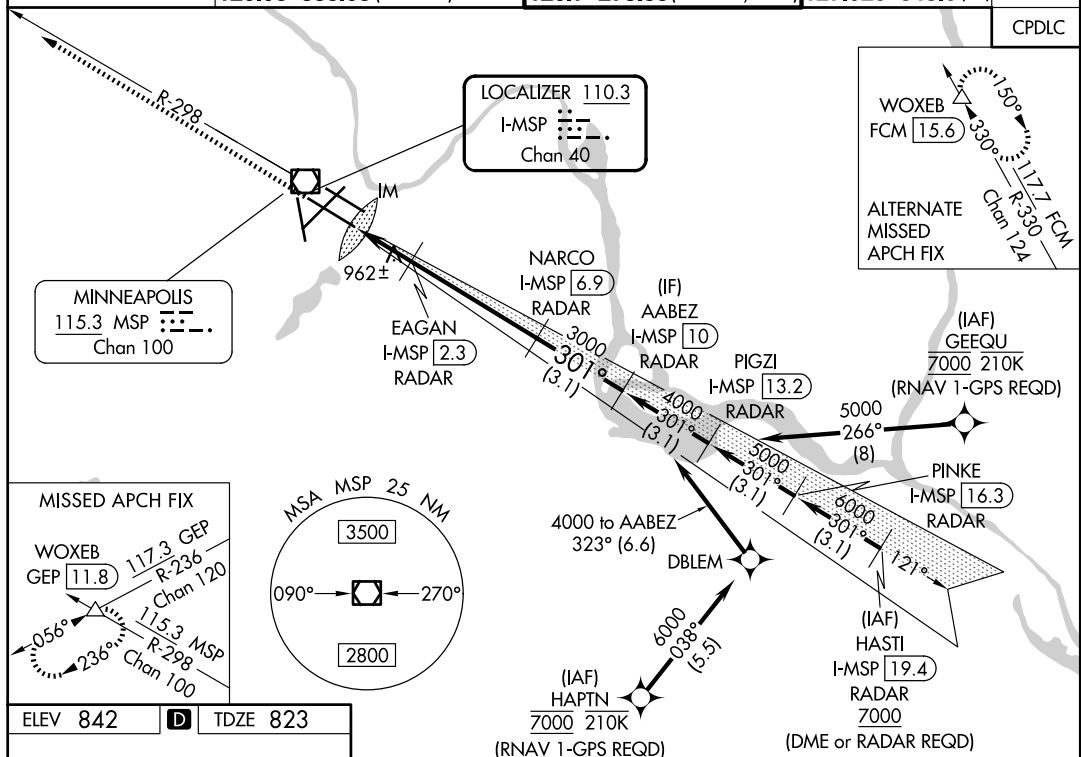 CPDLC
R-298
LOCALIZER 110.3
I-MSP
Chan 40
WOXEB
FCM 15.6
150°
330°
117.7 FCM
R-330
Chan 124
ALTERNATE
MISSED
APCH FIX
IM
962±
MINNEAPOLIS
115.3 MSP
Chan 100
EAGAN
I-MSP 2.3
RADAR
NARCO
I-MSP 6.9
RADAR
(IF)
AABEZ
I-MSP 10
RADAR
PIGZI
I-MSP 13.2
RADAR
(IAF)
GEEQU
7000 210K
(RNAV 1-GPS REQD)
3000
301°
(3.1)
4000
301°
(3.1)
5000
301°
(3.1)
6000
301°
(3.1)
121°
5000
266°
(8)
PINKE
I-MSP 16.3
RADAR
4000 to AABEZ
323° (6.6)
DBLEM
6000
038°
(5.5)
(IAF)
HAPTN
7000 210K
(RNAV 1-GPS REQD)
(IAF)
HASTI
I-MSP 19.4
RADAR
7000
(DME or RADAR REQD)
MISSED APCH FIX
WOXEB
GEP 11.8
117.3 GEP
R-236
Chan 120
115.3 MSP
R-298
Chan 100
056°
236°
MSA MSP 25 NM
3500
090°
270°
2800
ELEV 842 D TDZE 823